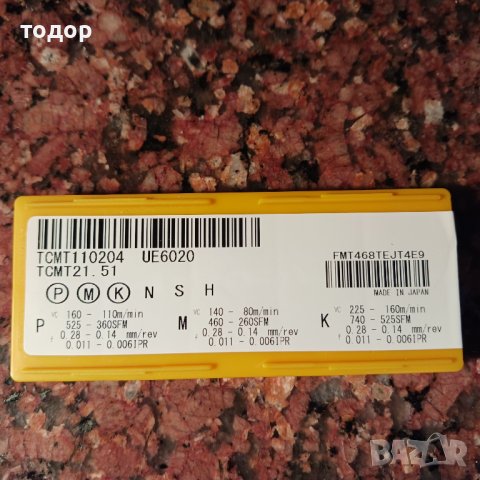 тодор
TCMT110204 UE6020
TCMT21.51
FMT468TEJT4E9
MADE IN JAPAN
P M K N S H
P VC 160 - 110m/min
525 - 360SFM
f 0.28 - 0.14 mm/rev
0.011 - 0.006IPR
M VC 140 - 80m/min
460 - 260SFM
f 0.28 - 0.14 mm/rev
0.011 - 0.006IPR
K VC 225 - 160m/min
740 - 525SFM
f 0.28 - 0.14 mm/rev
0.011 - 0.006IPR
BAZAR